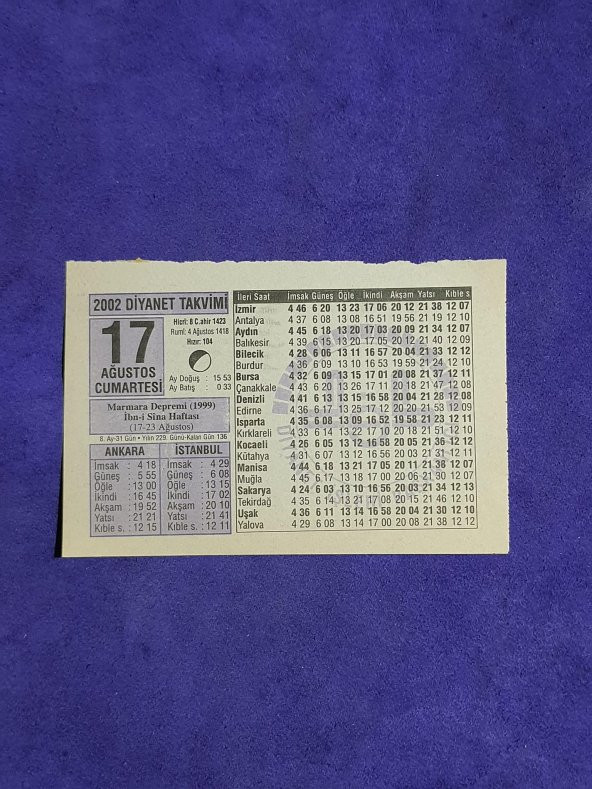 2002 DİYANET TAKVİMİ
17
AĞUSTOS
CUMARTESİ
Hicri: 8 C.ahir 1423
Rumî: 4 Ağustos 1418
Hızır: 104
Ay Doğuş : 15 53
Ay Batış : 0 33
Marmara Depremi (1999)
İbn-i Sîna Haftası
(17-23 Ağustos)
8. Ay-31 Gün • Yılın 229. Günü-Kalan Gün 136
ANKARA
İmsak : 4 18
Güneş : 5 55
Öğle : 13 00
İkindi : 16 45
Akşam : 19 52
Yatsı : 21 21
Kıble s. : 12 15
İSTANBUL
İmsak : 4 29
Güneş : 6 08
Öğle : 13 15
İkindi : 17 02
Akşam : 20 10
Yatsı : 21 41
Kıble s. : 12 11
İleri Saat İmsak Güneş Öğle İkindi Akşam Yatsı Kıble s.
İzmir 4 46 6 20 13 23 17 06 20 12 21 38 12 07
Antalya 4 37 6 08 13 08 16 51 19 56 21 19 12 10
Aydın 4 45 6 18 13 20 17 03 20 09 21 34 12 07
Balıkesir 4 39 6 15 13 20 17 05 20 12 21 40 12 09
Bilecik 4 28 6 06 13 11 16 57 20 04 21 33 12 12
Burdur 4 36 6 09 13 10 16 53 19 59 21 24 12 10
Bursa 4 32 6 09 13 15 17 01 20 08 21 37 12 11
Çanakkale 4 43 6 20 13 26 17 11 20 18 21 47 12 08
Denizli 4 41 6 13 13 15 16 58 20 04 21 28 12 08
Edirne 4 36 6 17 13 25 17 12 20 20 21 53 12 09
Isparta 4 35 6 08 13 09 16 52 19 58 21 23 12 10
Kırklareli 4 33 6 14 13 22 17 10 20 18 21 51 12 10
Kocaeli 4 26 6 05 13 12 16 58 20 05 21 36 12 12
Kütahya 4 31 6 07 13 12 16 56 20 03 21 31 12 11
Manisa 4 44 6 18 13 21 17 05 20 11 21 38 12 07
Muğla 4 45 6 17 13 18 17 00 20 06 21 30 12 07
Sakarya 4 24 6 03 13 10 16 56 20 03 21 34 12 13
Tekirdağ 4 35 6 14 13 21 17 08 20 15 21 46 12 10
Uşak 4 36 6 11 13 14 16 58 20 04 21 30 12 10
Yalova 4 29 6 08 13 14 17 00 20 08 21 38 12 12